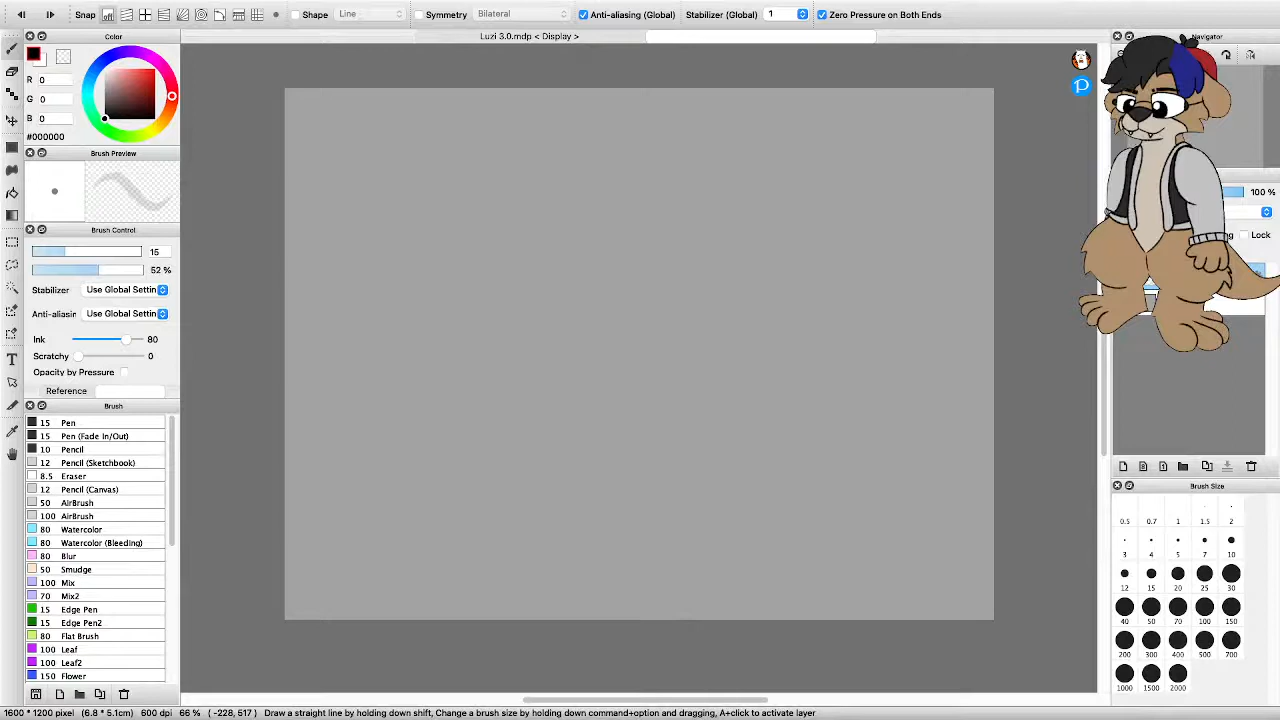 Snap Shape Line Symmetry Bilateral Anti-aliasing (Global) Stabilizer (Global) 1 Zero Pressure on Both Ends
Color
Luzi 3.0.mdp < Display >
Navigator
R 0
G 0
B 0
#000000
Brush Preview
Brush Control
15
52 %
Stabilizer Use Global Settin
Anti-aliasin Use Global Settin
Ink 80
Scratchy 0
Opacity by Pressure
Reference
Brush
15 Pen
15 Pen (Fade In/Out)
10 Pencil
12 Pencil (Sketchbook)
8.5 Eraser
12 Pencil (Canvas)
50 AirBrush
100 AirBrush
80 Watercolor
80 Watercolor (Bleeding)
80 Blur
50 Smudge
100 Mix
70 Mix2
15 Edge Pen
15 Edge Pen2
80 Flat Brush
100 Leaf
100 Leaf2
150 Flower
100 %
Lock
Brush Size
0.5 0.7 1 1.5 2
3 4 5 7 10
12 15 20 25 30
40 50 70 100 150
200 300 400 500 700
1000 1500 2000
1600 * 1200 pixel (6.8 * 5.1cm) 600 dpi 66 % ( -228, 517 ) Draw a straight line by holding down shift, Change a brush size by holding down command+option and dragging, A+click to activate layer